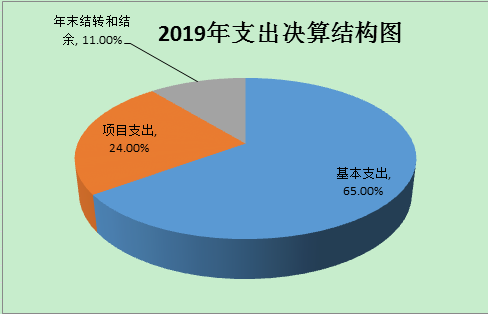 年末结转和结
余, 11.00%
2019年支出决算结构图
项目支出,
24.00%
基本支出,
65.00%